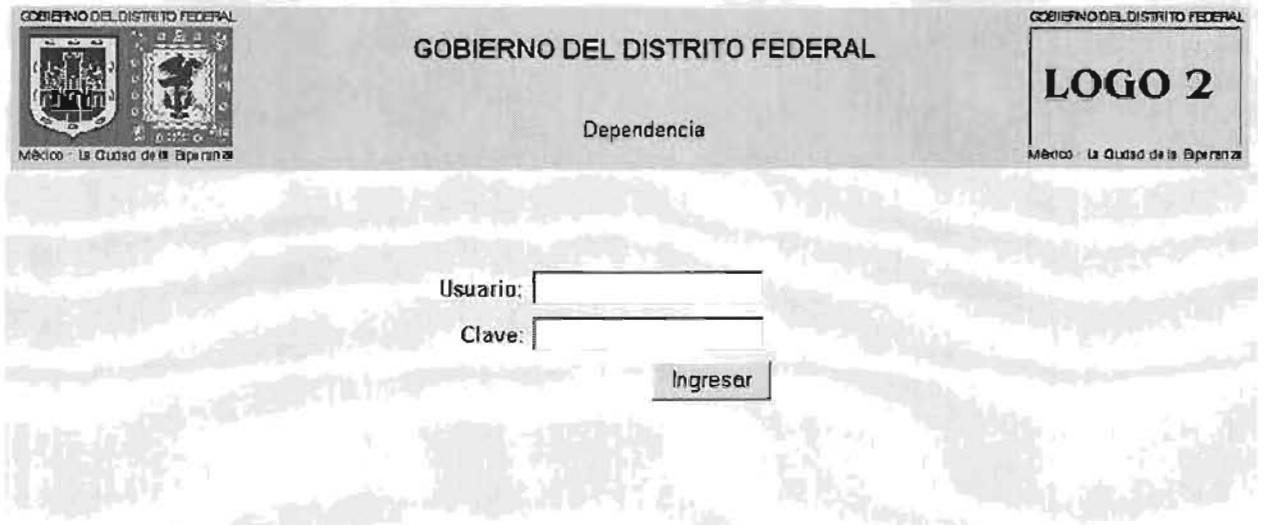 GOBIERNO DEL DISTRITO FEDERAL
GOBIERNO DEL DISTRITO FEDERAL
GOBIERNO DEL DISTRITO FEDERAL
LOGO 2
Dependencia
México - La Ciudad de la Esperanza
México - La Ciudad de la Esperanza
Usuario:
Clave:
Ingresar